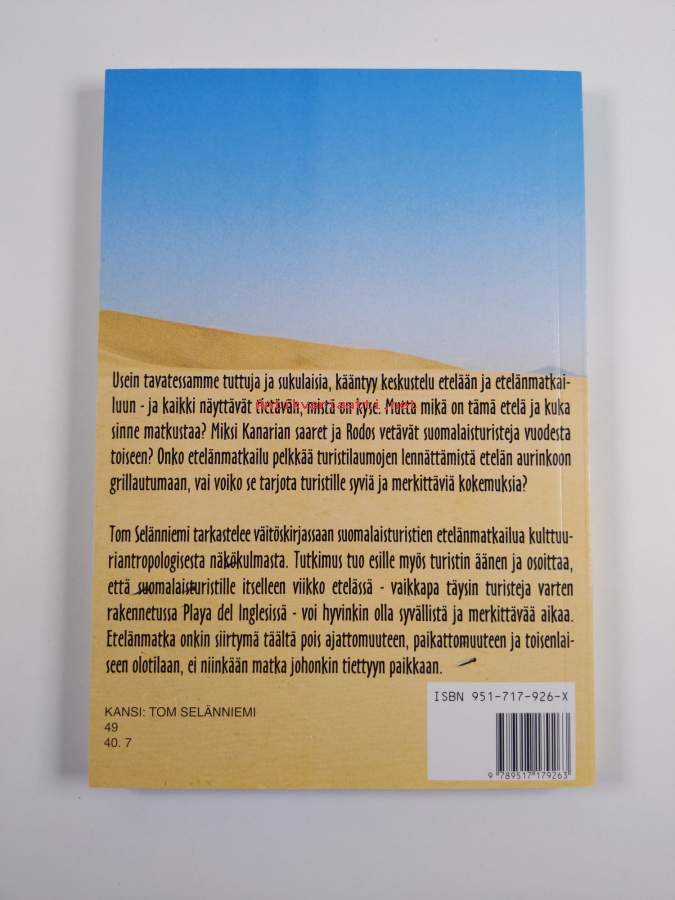 Usein tavatessamme tuttuja ja sukulaisia, kääntyy keskustelu etelään ja etelänmatkai-
luun - ja kaikki näyttävät tietävän, mistä on kyse. Mutta mikä on tämä etelä ja kuka
sinne matkustaa? Miksi Kanarian saaret ja Rodos vetävät suomalaisturisteja vuodesta
toiseen? Onko etelänmatkailu pelkkää turistilaumojen lennättämistä etelän aurinkoon
grillautumaan, vai voiko se tarjota turistille syviä ja merkittäviä kokemuksia?
Tom Selänniemi tarkastelee väitöskirjassaan suomalaisturistien etelänmatkailua kulttuu-
riantropologisesta näkökulmasta. Tutkimus tuo esille myös turistin äänen ja osoittaa,
että suomalaisturistille itselleen viikko etelässä - vaikkapa täysin turisteja varten
rakennetussa Playa del Inglesissä - voi hyvinkin olla syvällistä ja merkittävää aikaa.
Etelänmatka onkin siirtymä täältä pois ajattomuuteen, paikattomuuteen ja toisenlai-
seen olotilaan, ei niinkään matka johonkin tiettyyn paikkaan.
KANSI: TOM SELÄNNIEMI
49
40. 7
ISBN 951-717-926-X
9 789517 179263